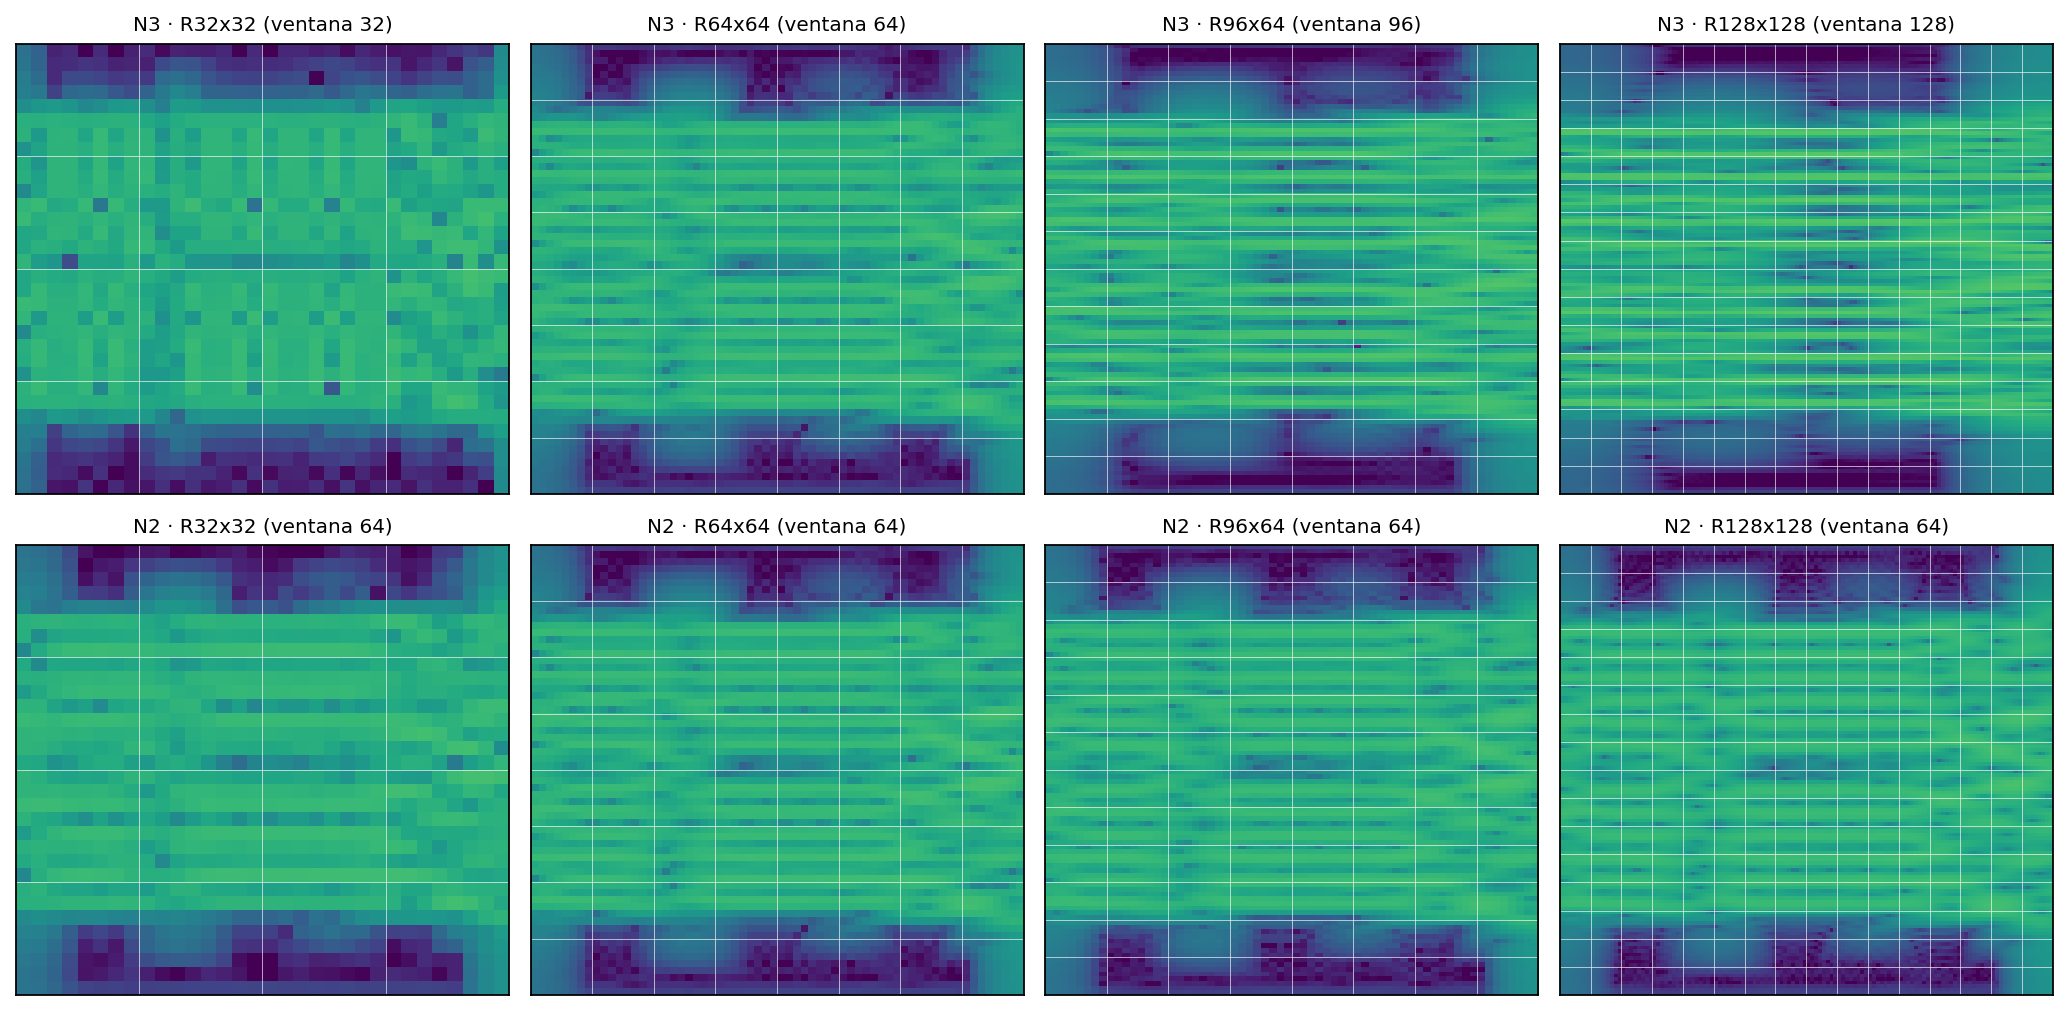 N3 · R32x32 (ventana 32)
N3 · R64x64 (ventana 64)
N3 · R96x64 (ventana 96)
N3 · R128x128 (ventana 128)
N2 · R32x32 (ventana 64)
N2 · R64x64 (ventana 64)
N2 · R96x64 (ventana 64)
N2 · R128x128 (ventana 64)